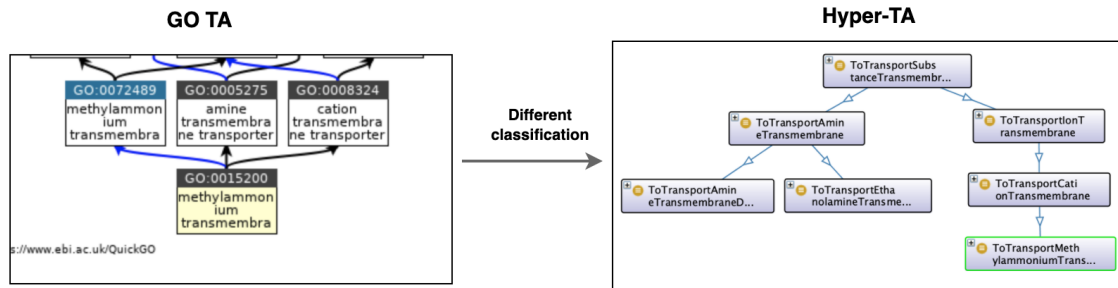 GO TA
Hyper-TA
GO:0072489
methylammon
ium
transmembra
GO:0005275
amine
transmembra
ne transporter
GO:0008324
cation
transmembra
ne transporter
GO:0015200
methylammon
ium
transmembra
s://www.ebi.ac.uk/QuickGO
Different
classification
ToTransportSubs
tanceTransmembr...
ToTransportAmin
eTransmembrane
ToTransportIonT
ransmembrane
ToTransportAmin
eTransmembraneD...
ToTransportEtha
nolamineTransme...
ToTransportCati
onTransmembrane
ToTransportMeth
ylammoniumTrans...